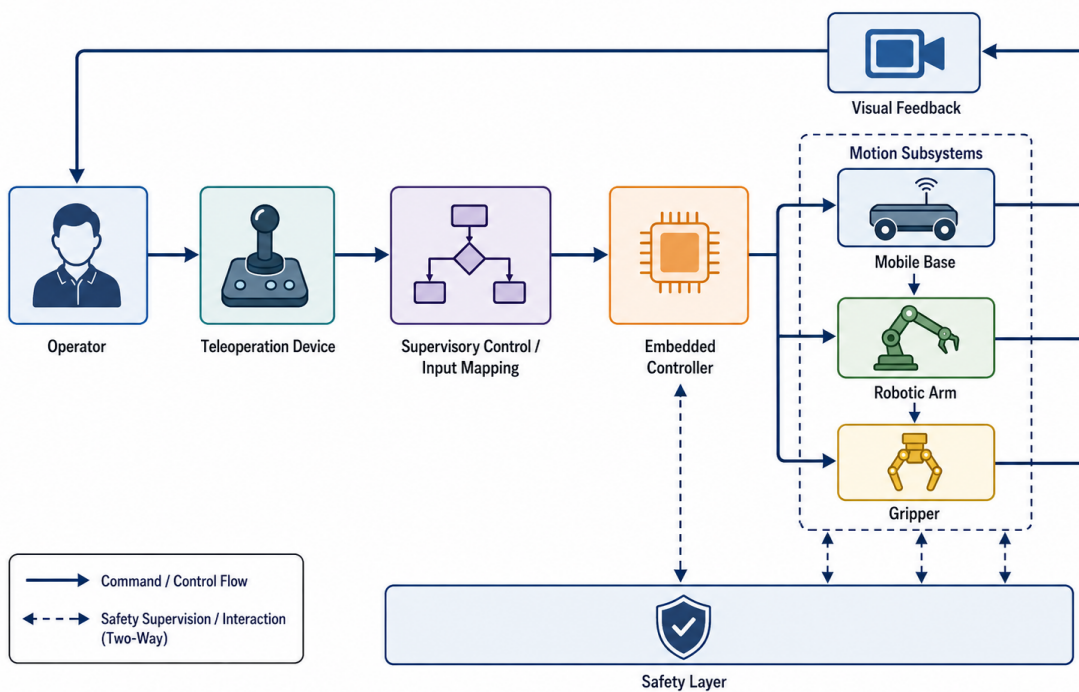 Visual Feedback
Motion Subsystems
Mobile Base
Operator
Teleoperation Device
Supervisory Control /
Input Mapping
Embedded
Controller
Robotic Arm
Gripper
Command / Control Flow
Safety Supervision / Interaction
(Two-Way)
Safety Layer